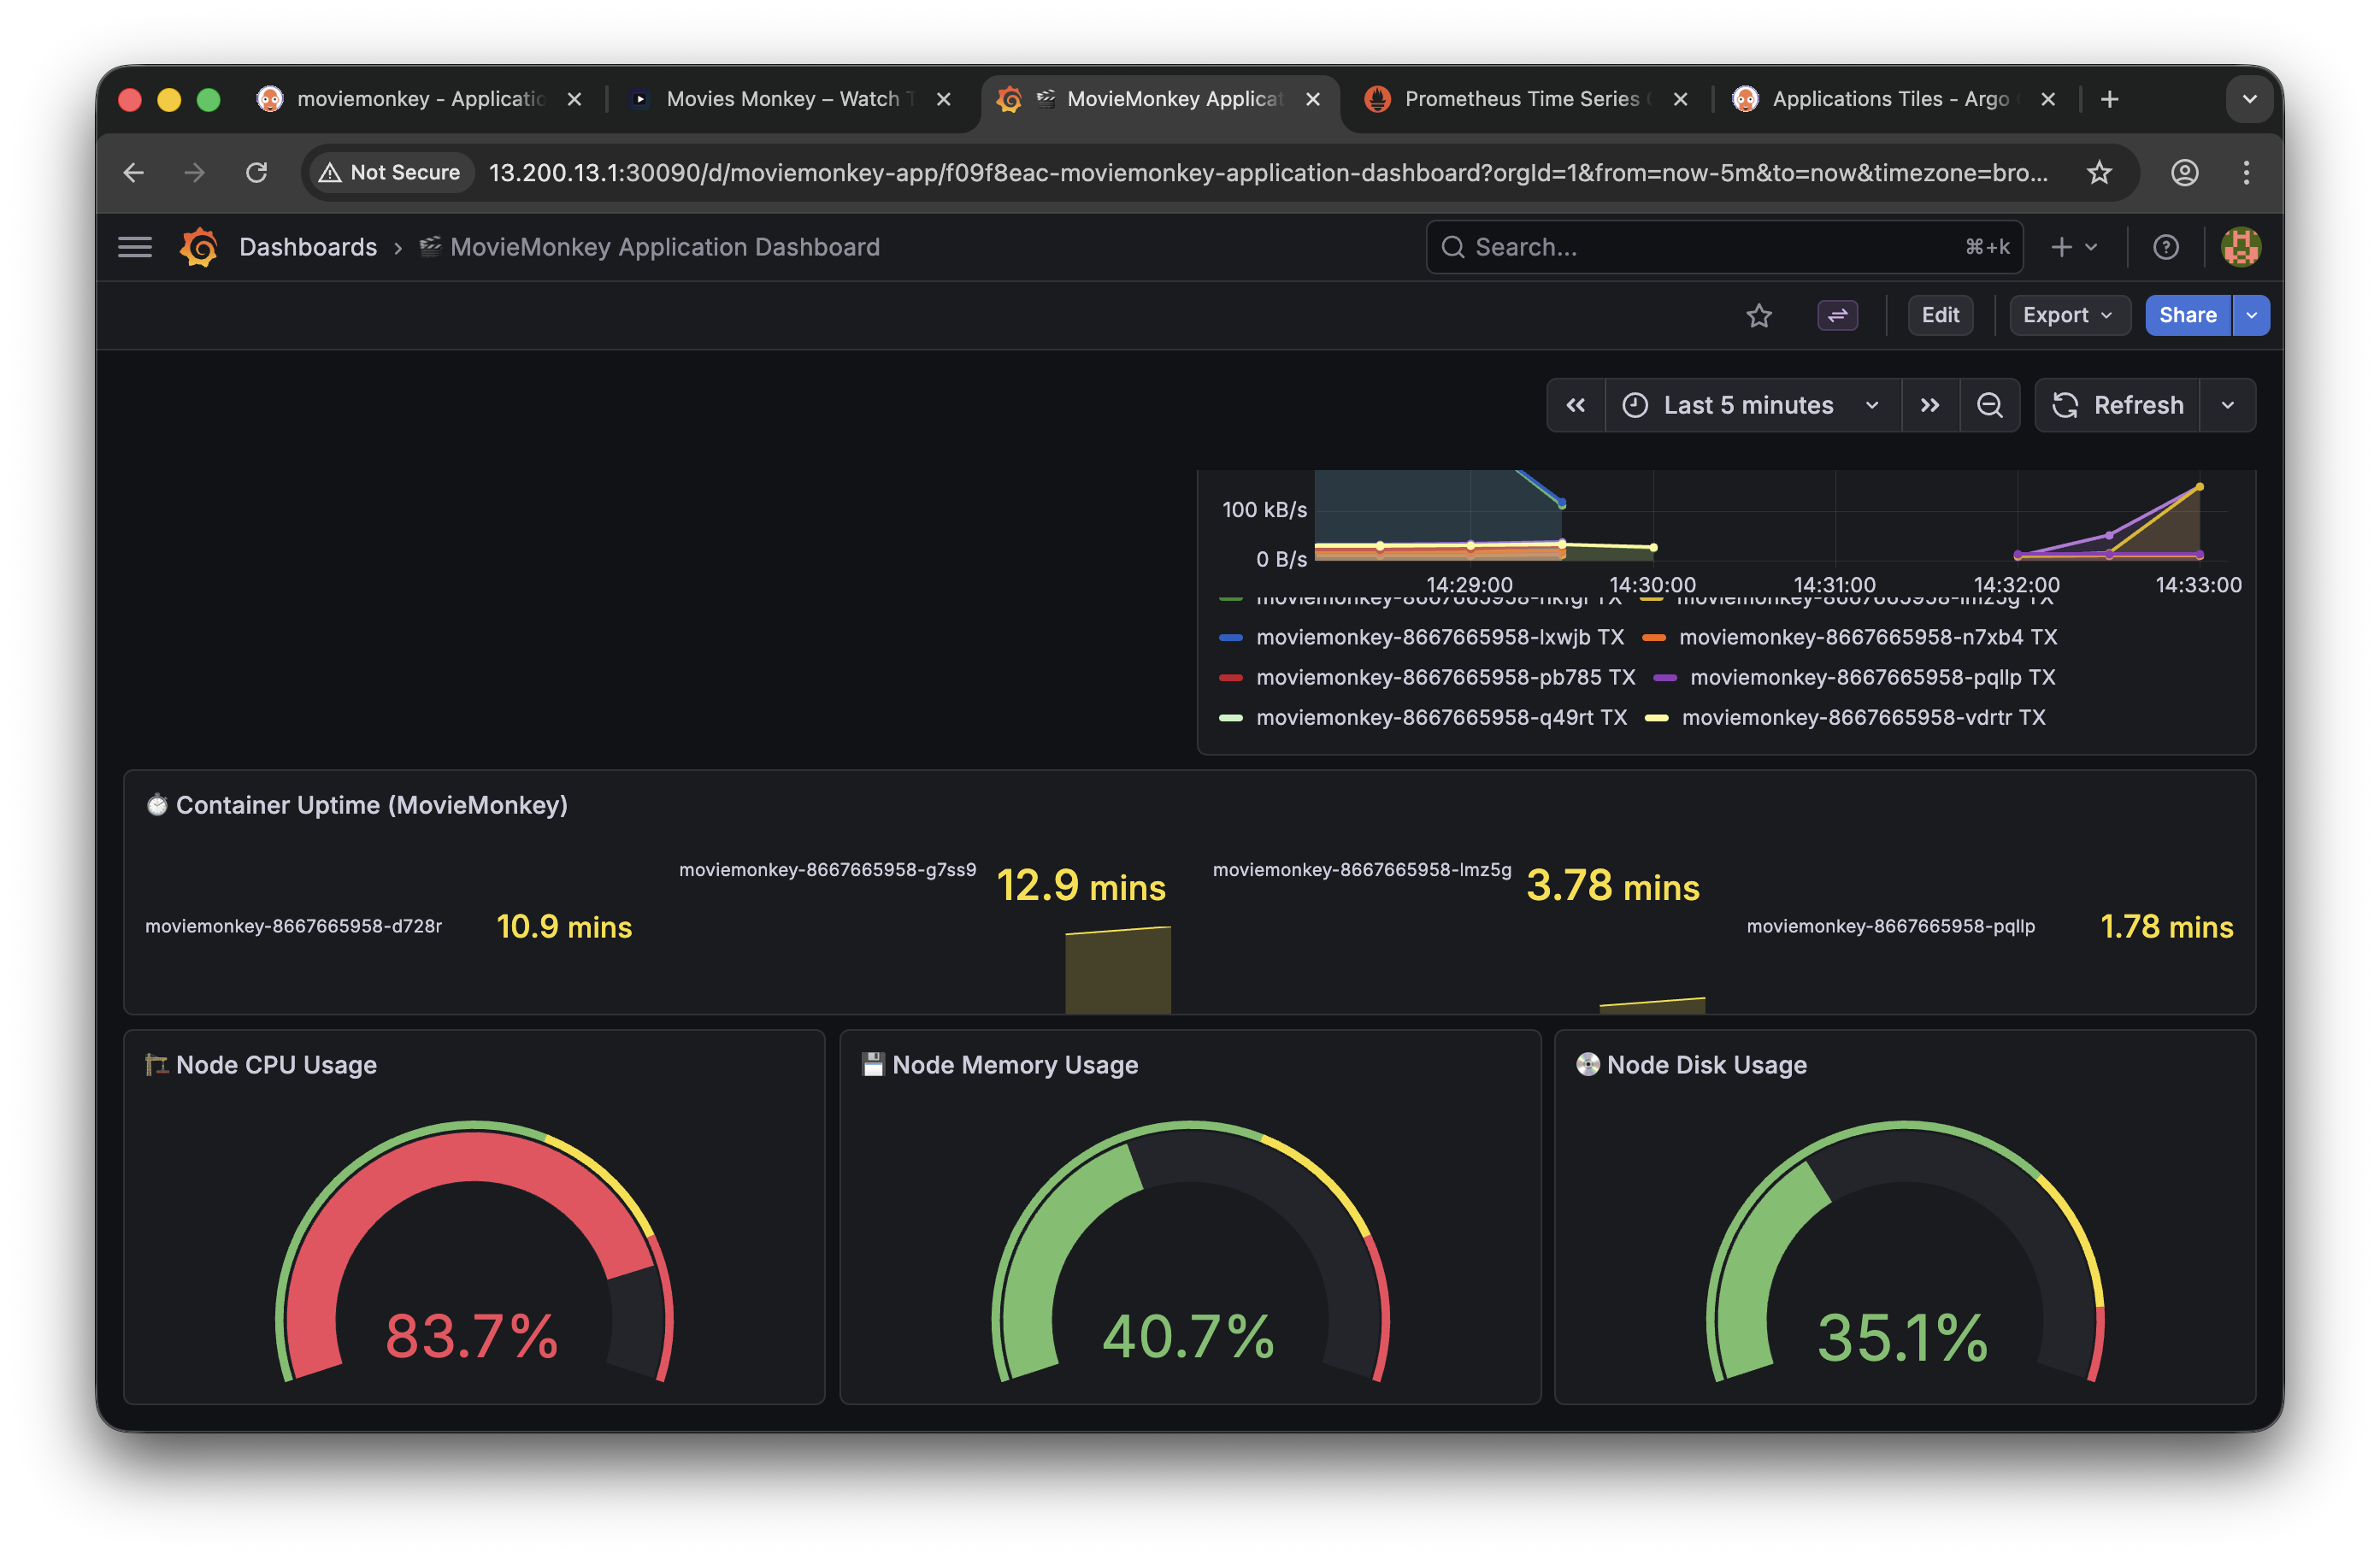 moviemonkey - Applicatio
Movies Monkey – Watch T
MovieMonkey Applicat
Prometheus Time Series
Applications Tiles - Argo
Not Secure
13.200.13.1:30090/d/moviemonkey-app/f09f8eac-moviemonkey-application-dashboard?orgId=1&from=now-5m&to=now&timezone=bro...
Dashboards › MovieMonkey Application Dashboard
Search...
⌘+k
Edit
Export
Share
Last 5 minutes
Refresh
100 kB/s
0 B/s
14:29:00 14:30:00 14:31:00 14:32:00 14:33:00
moviemonkey-8667665958-lmz5g TX
moviemonkey-8667665958-lxwjb TX moviemonkey-8667665958-n7xb4 TX
moviemonkey-8667665958-pb785 TX moviemonkey-8667665958-pqllp TX
moviemonkey-8667665958-q49rt TX moviemonkey-8667665958-vdrtr TX
Container Uptime (MovieMonkey)
moviemonkey-8667665958-d728r 10.9 mins
moviemonkey-8667665958-g7ss9 12.9 mins
moviemonkey-8667665958-lmz5g 3.78 mins
moviemonkey-8667665958-pqllp 1.78 mins
Node CPU Usage
83.7%
Node Memory Usage
40.7%
Node Disk Usage
35.1%